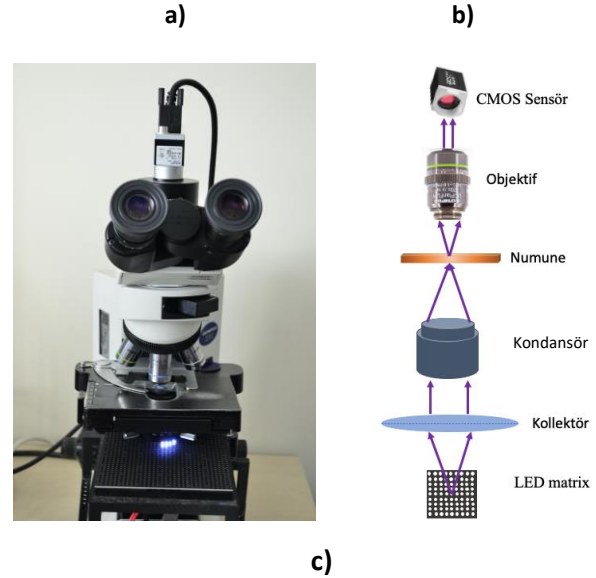 a)
b)
CMOS Sensör
Objektif
Numune
Kondansör
Kollektör
LED matrix
c)